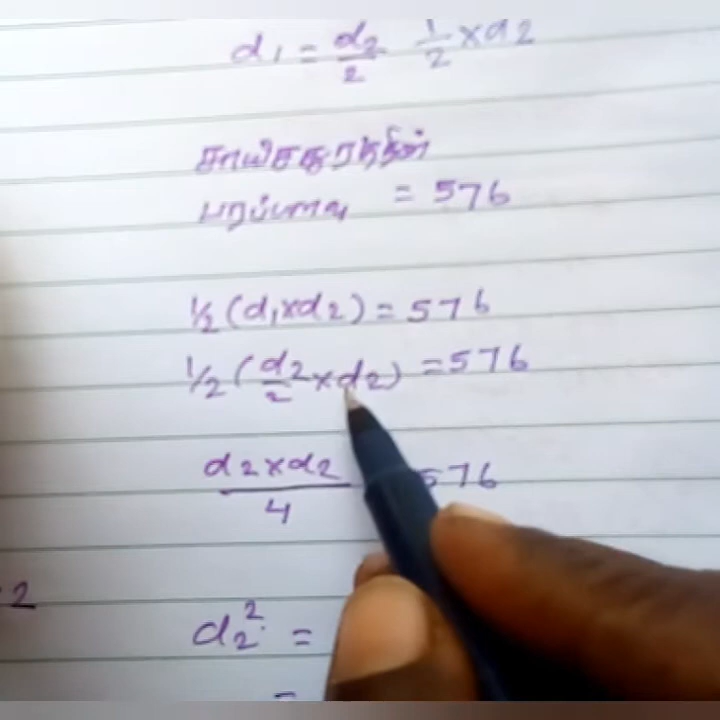 d1 = d2/2 1/2 × d2
சாய்சதுரத்தின்
பரப்பளவு = 576
1/2 (d1 × d2) = 576
1/2 (d2/2 × d2) = 576
d2 × d2 / 4 576
2
d2² =
=